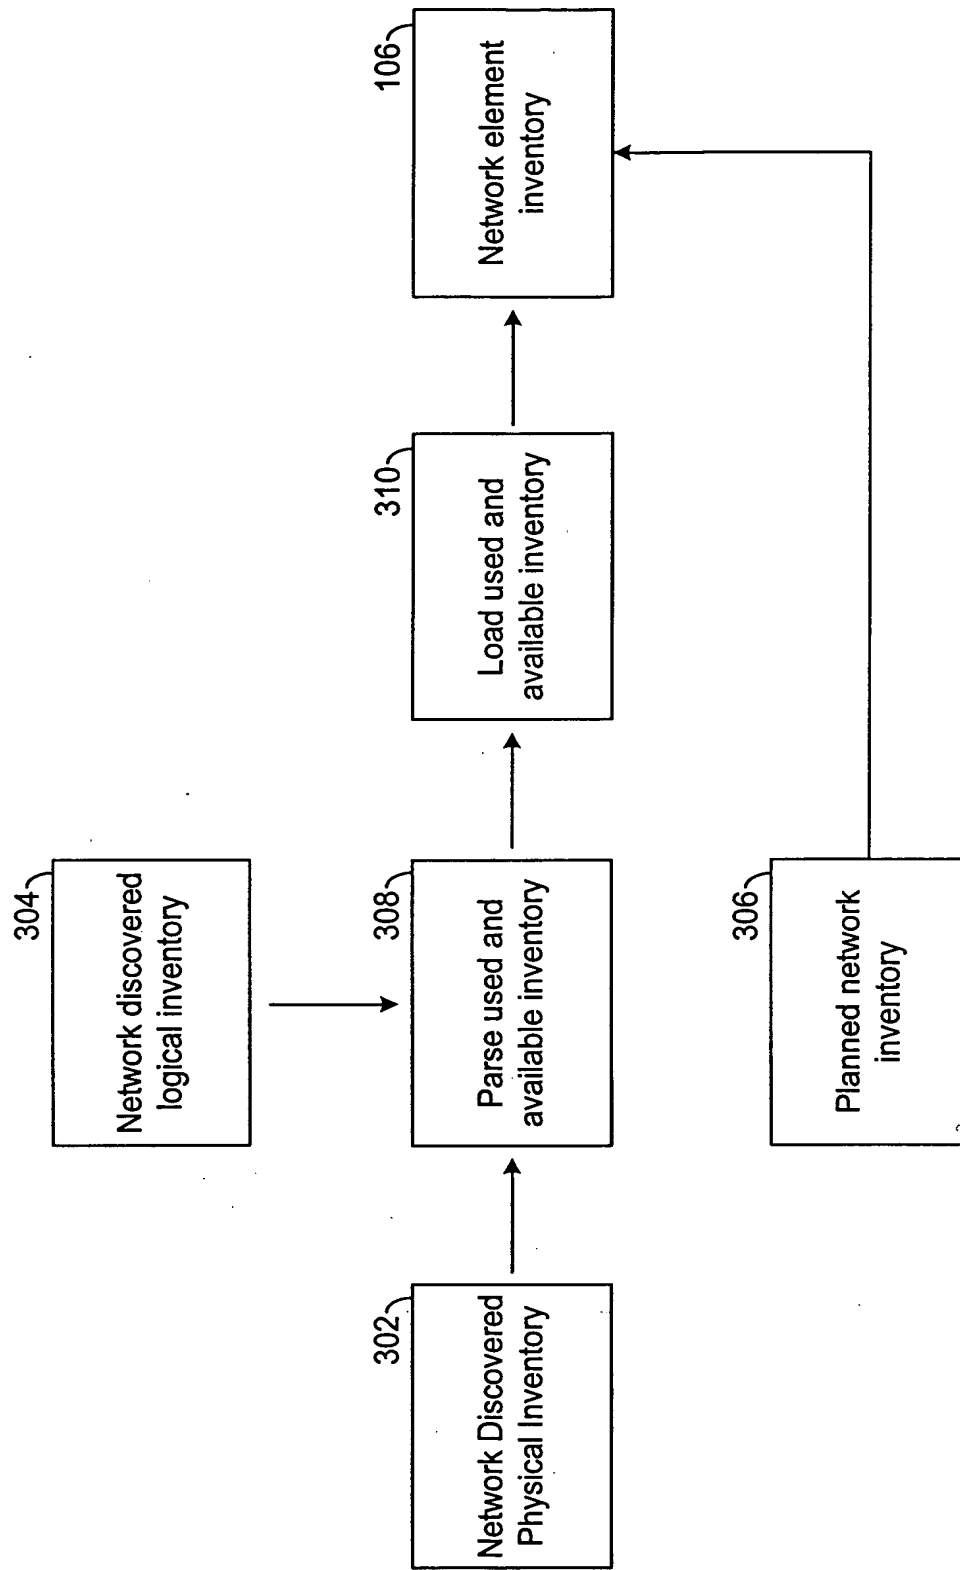 304
Network discovered
logical inventory
302
Network Discovered
Physical Inventory
308
Parse used and
available inventory
310
Load used and
available inventory
106
Network element
inventory
306
Planned network
inventory